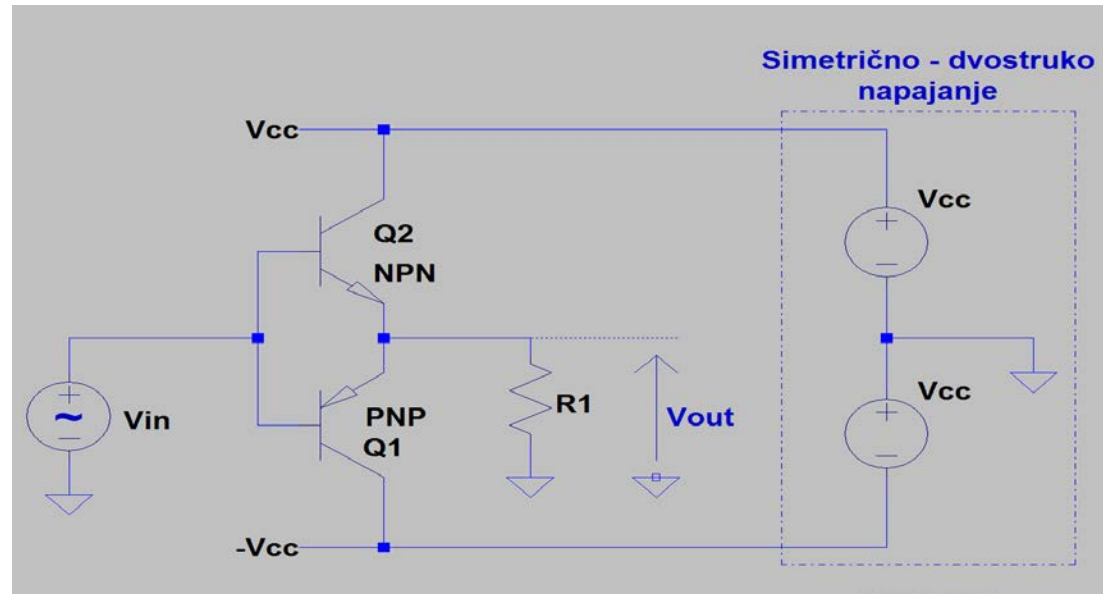 Simetrično - dvostruko
napajanje
Vcc
Vcc
Q2
NPN
Vcc
Vin
PNP
Q1
R1
Vout
-Vcc